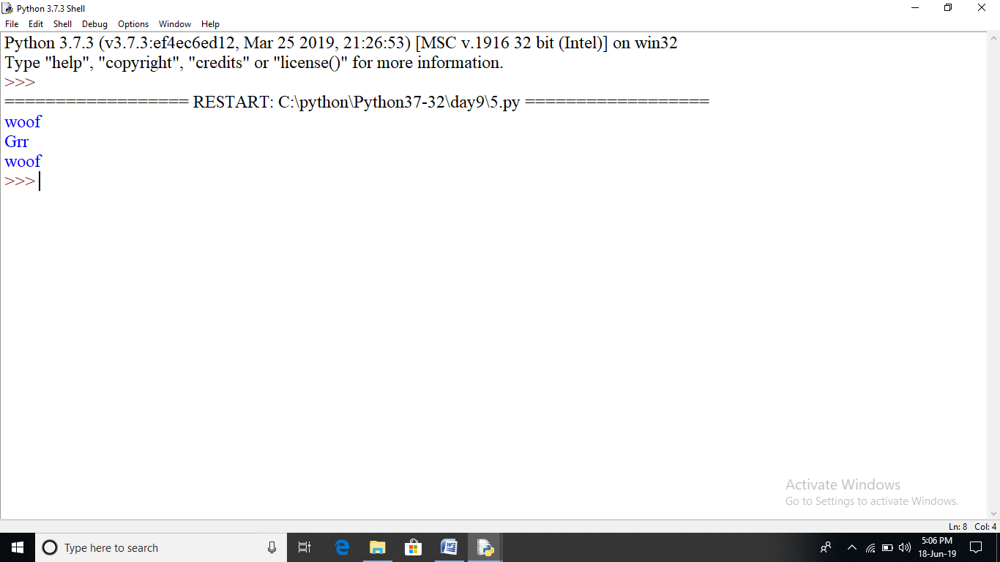 Python 3.7.3 Shell
File Edit Shell Debug Options Window Help
Python 3.7.3 (v3.7.3:ef4ec6ed12, Mar 25 2019, 21:26:53) [MSC v.1916 32 bit (Intel)] on win32
Type "help", "copyright", "credits" or "license()" for more information.
>>>
================== RESTART: C:\python\Python37-32\day9\5.py ==================
woof
Grr
woof
>>>
Activate Windows
Go to Settings to activate Windows.
Ln: 8 Col: 4
Type here to search
5:06 PM
18-Jun-19